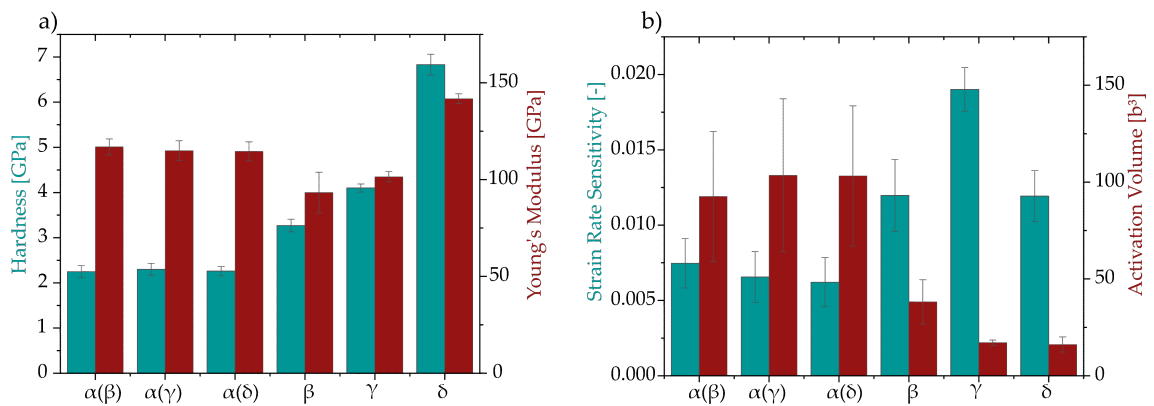 a)
7
6
5
4
3
2
1
0
Hardness [GPa]
150
100
50
0
Young's Modulus [GPa]
α(β) α(γ) α(δ) β γ δ
b)
0.020
0.015
0.010
0.005
0.000
Strain Rate Sensitivity [-]
150
100
50
0
Activation Volume [b³]
α(β) α(γ) α(δ) β γ δ